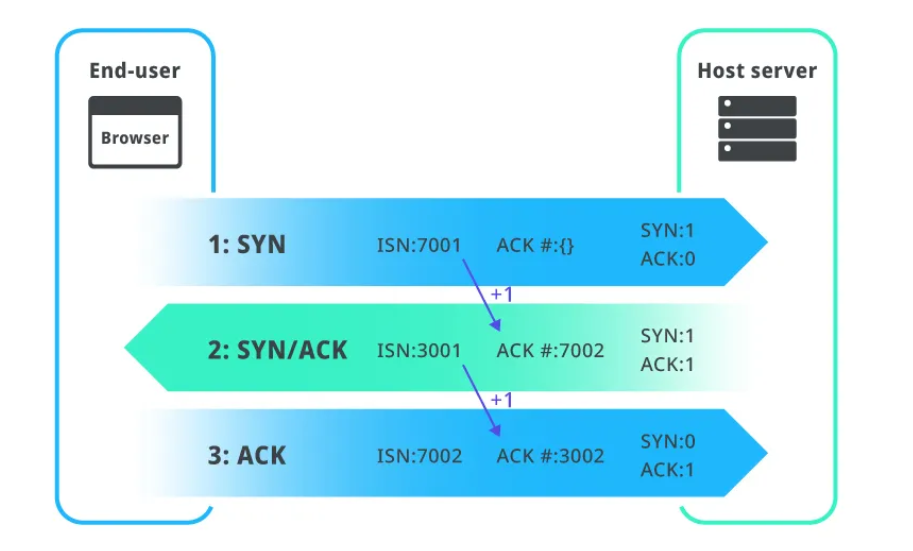 End-user
Browser
Host server
1: SYN ISN:7001 ACK #:{} SYN:1
ACK:0
+1
2: SYN/ACK ISN:3001 ACK #:7002 SYN:1
ACK:1
+1
3: ACK ISN:7002 ACK #:3002 SYN:0
ACK:1